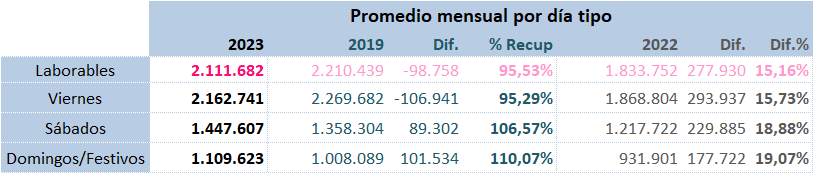 Promedio mensual por día tipo
2023 2019 Dif. % Recup 2022 Dif. Dif.%
Laborables 2.111.682 2.210.439 -98.758 95,53% 1.833.752 277.930 15,16%
Viernes 2.162.741 2.269.682 -106.941 95,29% 1.868.804 293.937 15,73%
Sábados 1.447.607 1.358.304 89.302 106,57% 1.217.722 229.885 18,88%
Domingos/Festivos 1.109.623 1.008.089 101.534 110,07% 931.901 177.722 19,07%